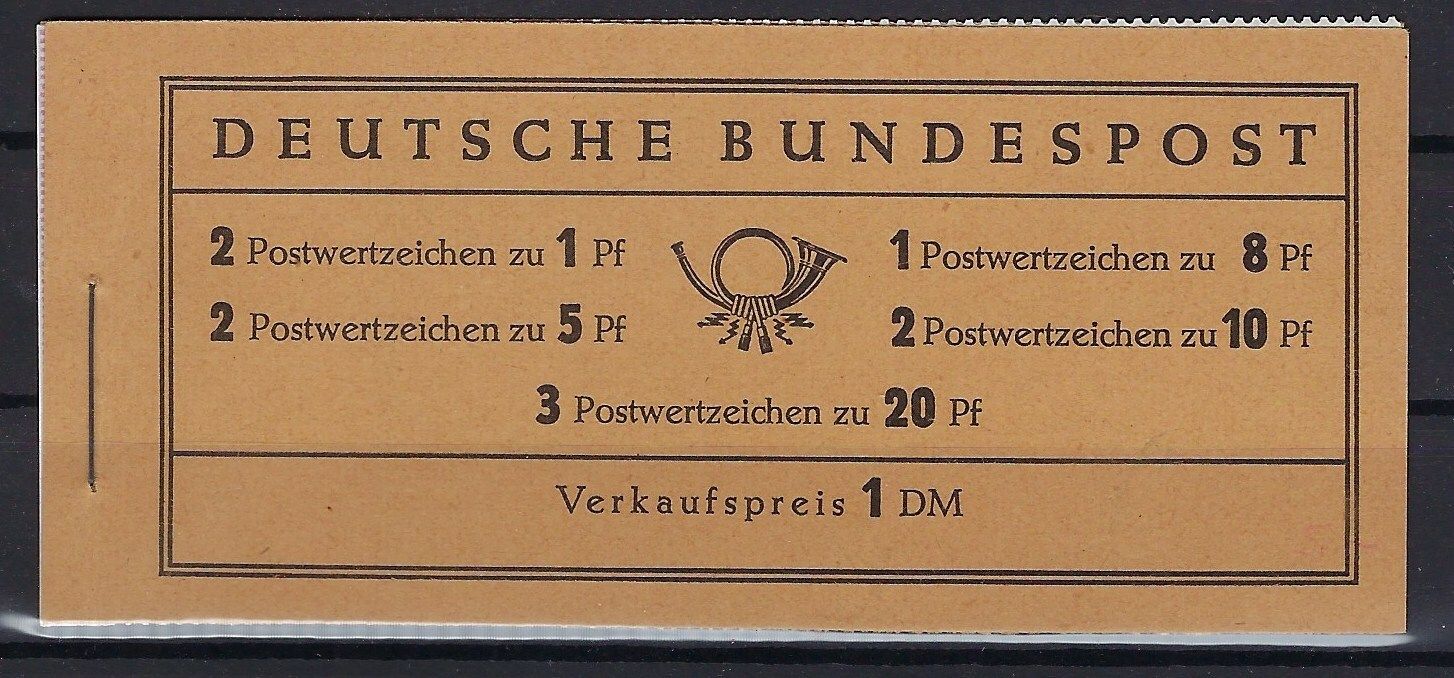 DEUTSCHE BUNDESPOST
2 Postwertzeichen zu 1 Pf
1 Postwertzeichen zu 8 Pf
2 Postwertzeichen zu 5 Pf
2 Postwertzeichen zu 10 Pf
3 Postwertzeichen zu 20 Pf
Verkaufspreis 1 DM